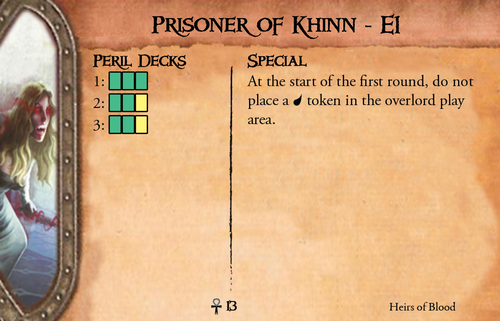 Prisoner of Khinn - E1
Peril Decks
1:
2:
3:
Special
At the start of the first round, do not
place a token in the overlord play
area.
13
Heirs of Blood